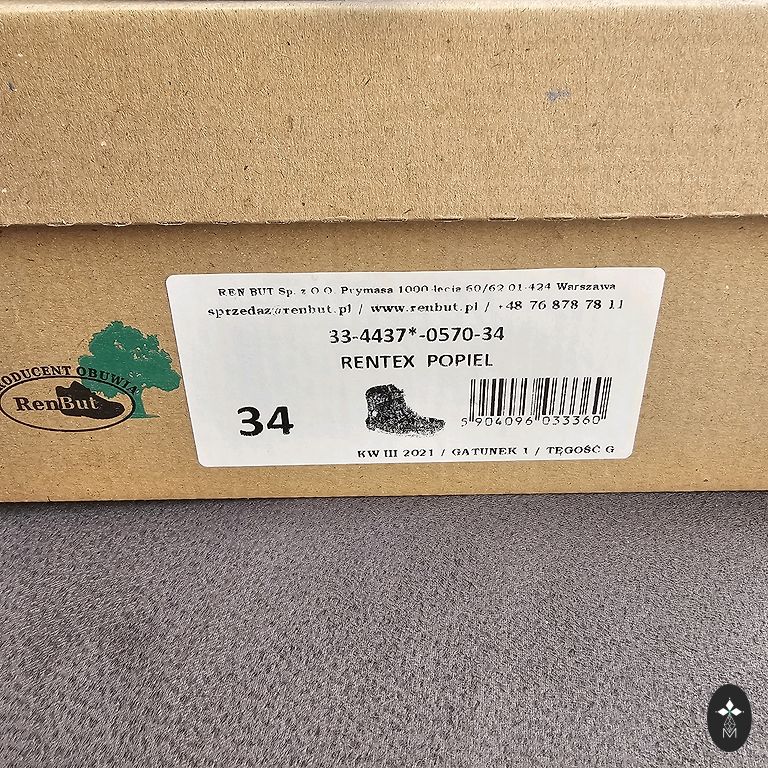 REN BUT Sp. z O.O. Prymasa 1000-lecia 60/62 01-424 Warszawa
sprzedaz@renbut.pl / www.renbut.pl / +48 76 878 78 11
33-4437*-0570-34
RENTEX POPIEL
34
5 904096 033360
KW III 2021 / GATUNEK 1 / TĘGOŚĆ G
ODUCENT OBUWIA
RenBut
M